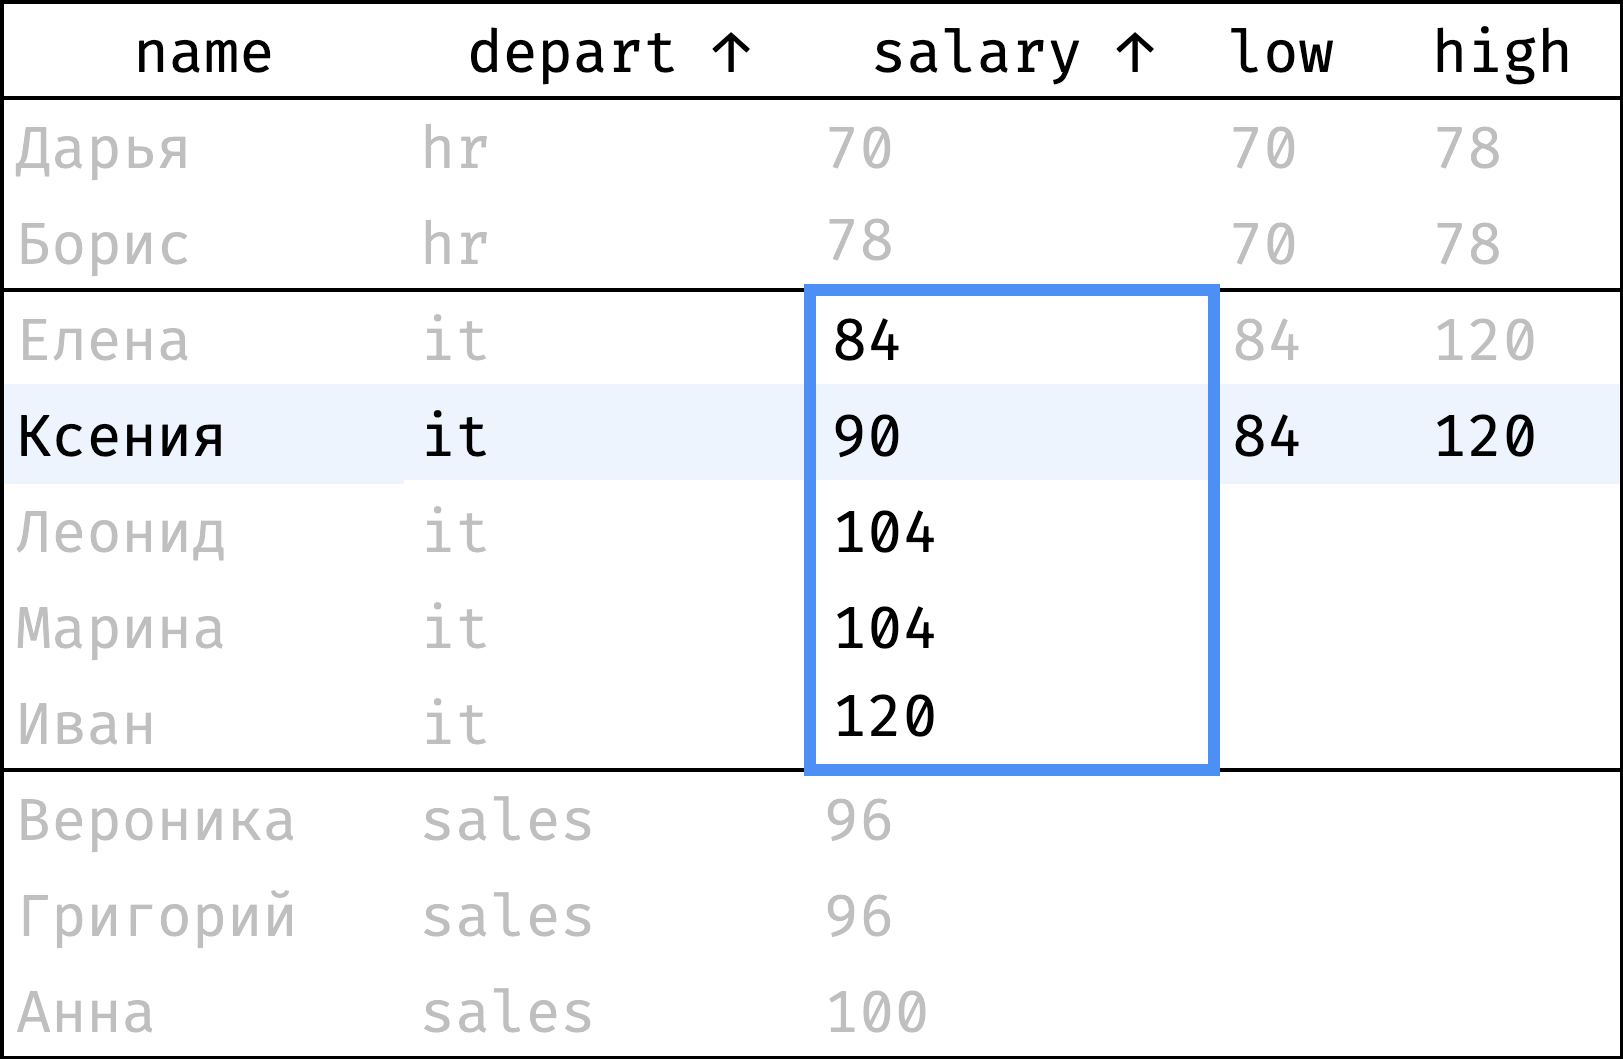 name depart ↑ salary ↑ low high
Дарья hr 70 70 78
Борис hr 78 70 78
Елена it 84 84 120
Ксения it 90 84 120
Леонид it 104
Марина it 104
Иван it 120
Вероника sales 96
Григорий sales 96
Анна sales 100